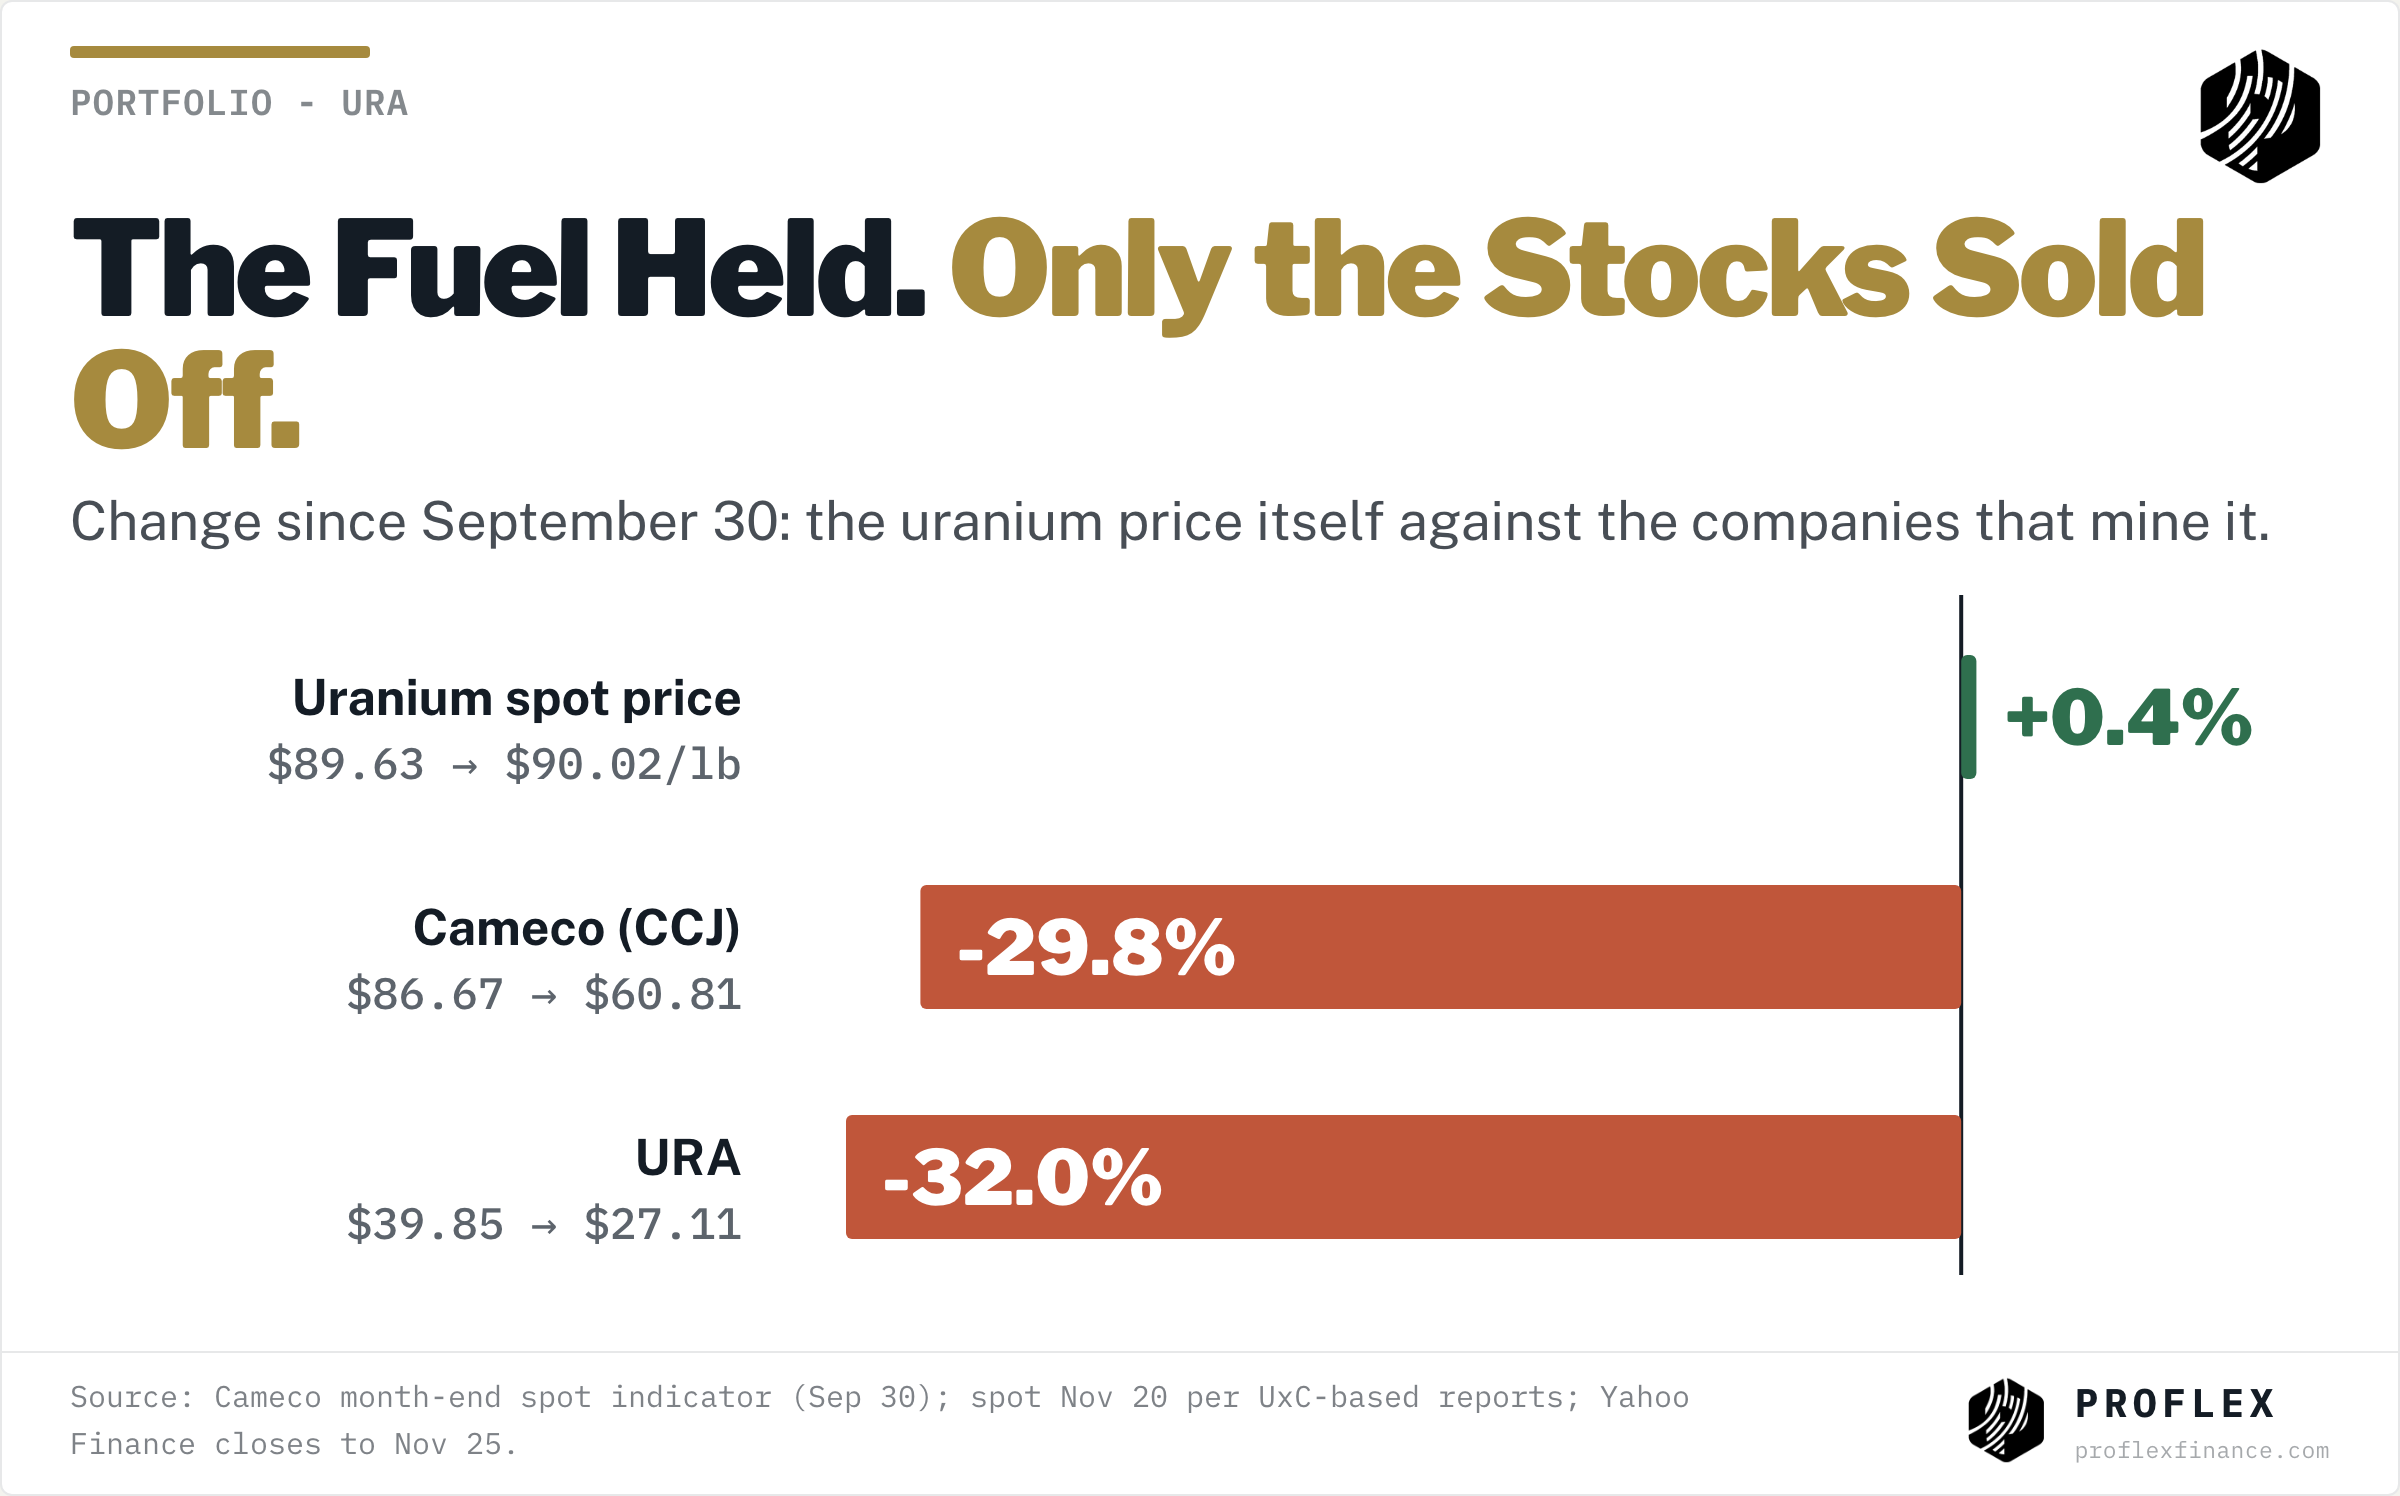 PORTFOLIO - URA
The Fuel Held. Only the Stocks Sold
Off.
Change since September 30: the uranium price itself against the companies that mine it.
Uranium spot price
$89.63 → $90.02/lb
+0.4%
Cameco (CCJ)
$86.67 → $60.81
-29.8%
URA
$39.85 → $27.11
-32.0%
Source: Cameco month-end spot indicator (Sep 30); spot Nov 20 per UxC-based reports; Yahoo
Finance closes to Nov 25.
PROFLEX
proflexfinance.com